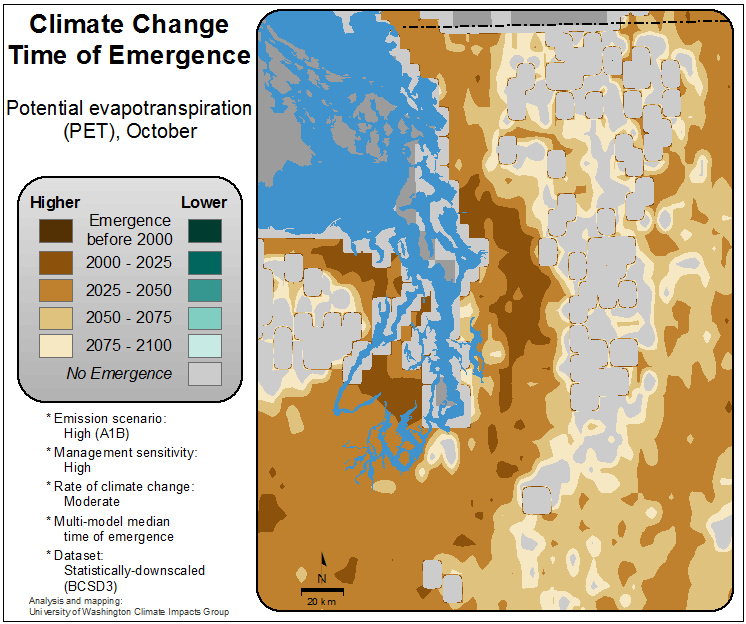 Climate Change
Time of Emergence
Potential evapotranspiration
(PET), October
Higher
Lower
Emergence
before 2000
2000 - 2025
2025 - 2050
2050 - 2075
2075 - 2100
No Emergence
* Emission scenario:
High (A1B)
* Management sensitivity:
High
* Rate of climate change:
Moderate
* Multi-model median
time of emergence
* Dataset:
Statistically-downscaled
(BCSD3)
Analysis and mapping:
University of Washington Climate Impacts Group
N
20 km